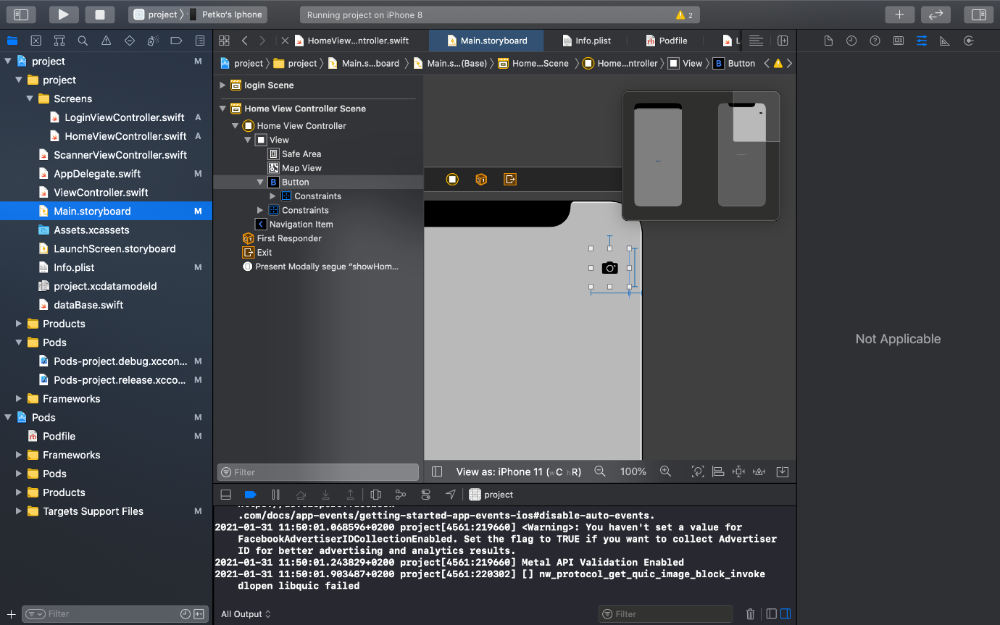 project
Petko's Iphone
Running project on iPhone 8
2
HomeView...ntroller.swift
Main.storyboard
Info.plist
Podfile
L
project
project
Main.s...board
Main.s...(Base)
Home...Scene
Home...ntroller
View
B
Button
project
M
project
Screens
LoginViewController.swift
A
HomeViewController.swift
A
ScannerViewController.swift
AppDelegate.swift
M
ViewController.swift
Main.storyboard
M
Assets.xcassets
LaunchScreen.storyboard
Info.plist
M
project.xcdatamodeld
dataBase.swift
Products
Pods
Pods-project.debug.xccon...
M
Pods-project.release.xcco...
M
Frameworks
Pods
M
Podfile
M
Frameworks
Pods
Products
Targets Support Files
M
Filter
login Scene
Home View Controller Scene
Home View Controller
View
Safe Area
Map View
B
Button
Constraints
Constraints
Navigation Item
First Responder
Exit
Present Modally segue "showHom...
Filter
View as: iPhone 11 (wC hR)
100%
Not Applicable
project
.com/docs/app-events/getting-started-app-events-ios#disable-auto-events.
2021-01-31 11:50:01.068596+0200 project[4561:219660] <Warning>: You haven't set a value for
FacebookAdvertiserIDCollectionEnabled. Set the flag to TRUE if you want to collect Advertiser
ID for better advertising and analytics results.
2021-01-31 11:50:01.243829+0200 project[4561:219660] Metal API Validation Enabled
2021-01-31 11:50:01.903487+0200 project[4561:220302] [] nw_protocol_get_quic_image_block_invoke
dlopen libquic failed
All Output
Filter